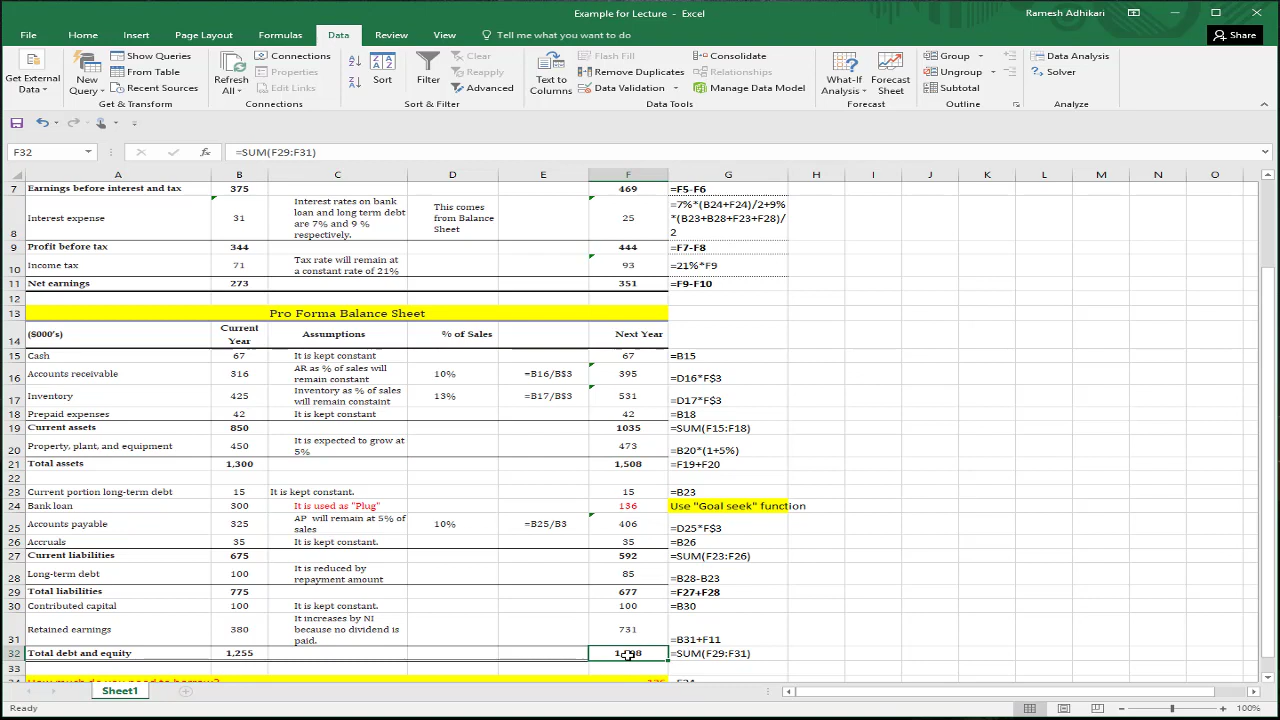 Example for Lecture - Excel
Ramesh Adhikari
File Home Insert Page Layout Formulas Data Review View Tell me what you want to do Share
Get External Data
New Query
Show Queries
From Table
Recent Sources
Get & Transform
Refresh All
Connections
Properties
Edit Links
Connections
Sort
Filter
Clear
Reapply
Advanced
Sort & Filter
Text to Columns
Flash Fill
Remove Duplicates
Data Validation
Consolidate
Relationships
Manage Data Model
Data Tools
What-If Analysis
Forecast Sheet
Forecast
Group
Ungroup
Subtotal
Outline
Data Analysis
Solver
Analyze
F32 fx =SUM(F29:F31)
A B C D E F G H I J K L M N O
7 Earnings before interest and tax 375 469 =F5-F6
8 Interest expense 31 Interest rates on bank loan and long term debt are 7% and 9 % respectively. This comes from Balance Sheet 25 =7%*(B24+F24)/2+9%*(B23+B28+F23+F28)/2
9 Profit before tax 344 444 =F7-F8
10 Income tax 71 Tax rate will remain at a constant rate of 21% 93 =21%*F9
11 Net earnings 273 351 =F9-F10
12
13 Pro Forma Balance Sheet
14 ($000's) Current Year Assumptions % of Sales Next Year
15 Cash 67 It is kept constant 67 =B15
16 Accounts receivable 316 AR as % of sales will remain constant 10% =B16/B$3 395 =D16*F$3
17 Inventory 425 Inventory as % of sales will remain constaint 13% =B17/B$3 531 =D17*F$3
18 Prepaid expenses 42 It is kept constant 42 =B18
19 Current assets 850 1035 =SUM(F15:F18)
20 Property, plant, and equipment 450 It is expected to grow at 5% 473 =B20*(1+5%)
21 Total assets 1,300 1,508 =F19+F20
22
23 Current portion long-term debt 15 It is kept constant. 15 =B23
24 Bank loan 300 It is used as "Plug" 136 Use "Goal seek" function
25 Accounts payable 325 AP will remain at 5% of sales 10% =B25/B3 406 =D25*F$3
26 Accruals 35 It is kept constant. 35 =B26
27 Current liabilities 675 592 =SUM(F23:F26)
28 Long-term debt 100 It is reduced by repayment amount 85 =B28-B23
29 Total liabilities 775 677 =F27+F28
30 Contributed capital 100 It is kept constant. 100 =B30
31 Retained earnings 380 It increases by NI because no dividend is paid. 731 =B31+F11
32 Total debt and equity 1,255 =SUM(F29:F31)
33
Sheet1
Ready
100%